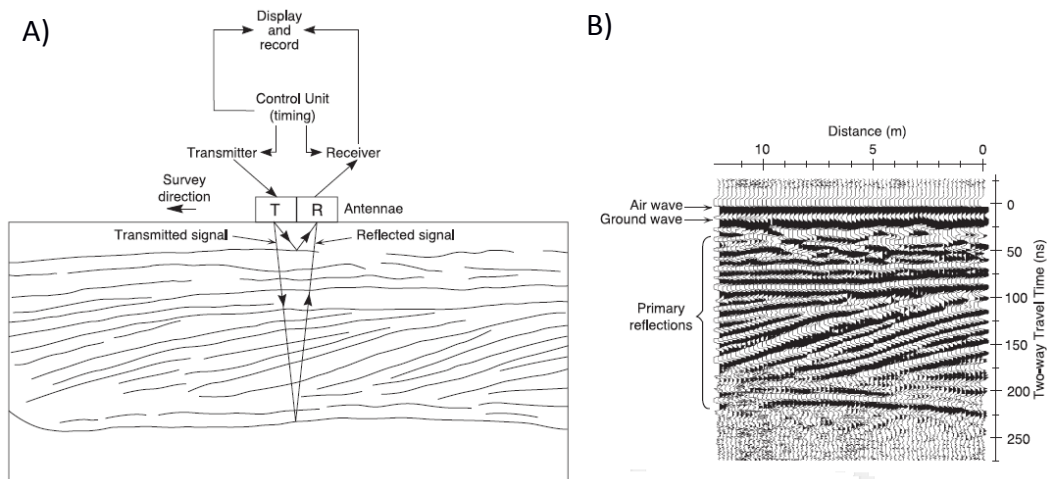 A)
Display
and
record
Control Unit
(timing)
Transmitter
Receiver
Survey
direction
T
R
Antennae
Transmitted signal
Reflected signal
B)
Distance (m)
10
5
0
Air wave
Ground wave
Primary
reflections
0
50
100
150
200
250
Two-way Travel Time (ns)